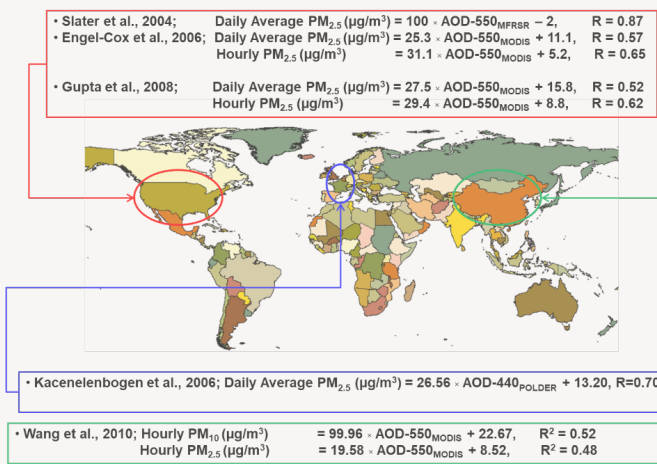 • Slater et al., 2004; Daily Average PM2.5 (µg/m³) = 100 × AOD-550MFRSR – 2, R = 0.87
• Engel-Cox et al., 2006; Daily Average PM2.5 (µg/m³) = 25.3 × AOD-550MODIS + 11.1, R = 0.57
Hourly PM2.5 (µg/m³) = 31.1 × AOD-550MODIS + 5.2, R = 0.65
• Gupta et al., 2008; Daily Average PM2.5 (µg/m³) = 27.5 × AOD-550MODIS + 15.8, R = 0.52
Hourly PM2.5 (µg/m³) = 29.4 × AOD-550MODIS + 8.8, R = 0.62
• Kacenelenbogen et al., 2006; Daily Average PM2.5 (µg/m³) = 26.56 × AOD-440POLDER + 13.20, R=0.70
• Wang et al., 2010; Hourly PM10 (µg/m³) = 99.96 × AOD-550MODIS + 22.67, R² = 0.52
Hourly PM2.5 (µg/m³) = 19.58 × AOD-550MODIS + 8.52, R² = 0.48